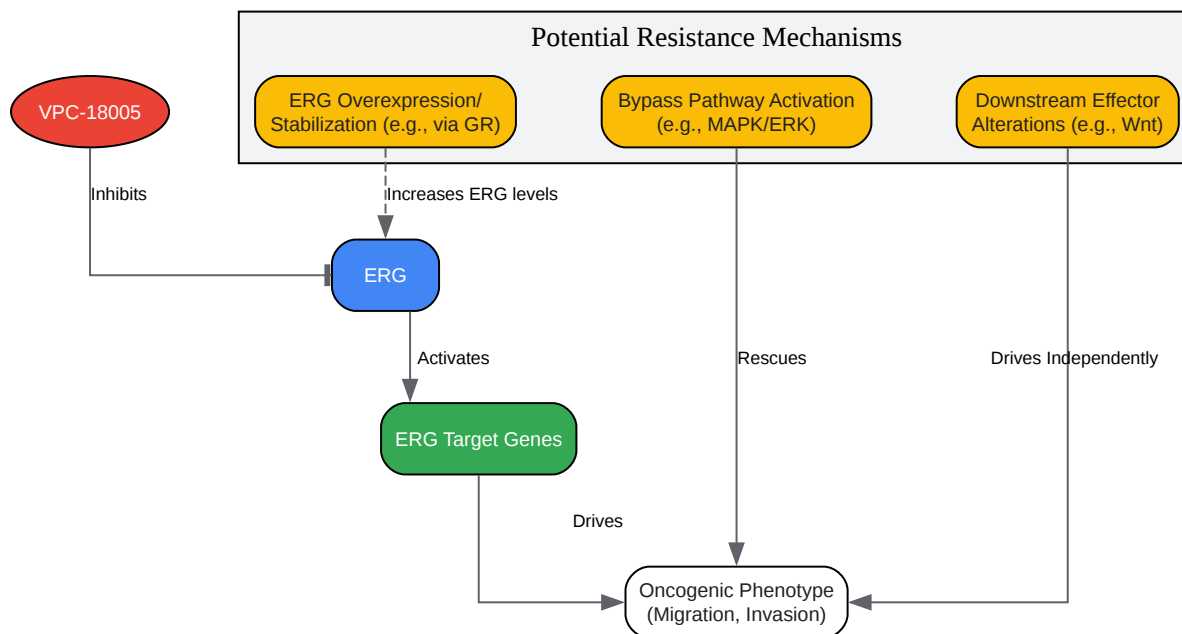 Potential Resistance Mechanisms
VPC-18005
ERG Overexpression/
Stabilization (e.g., via GR)
Bypass Pathway Activation
(e.g., MAPK/ERK)
Downstream Effector
Alterations (e.g., Wnt)
Inhibits
Increases ERG levels
ERG
Activates
Rescues
Drives Independently
ERG Target Genes
Drives
Oncogenic Phenotype
(Migration, Invasion)